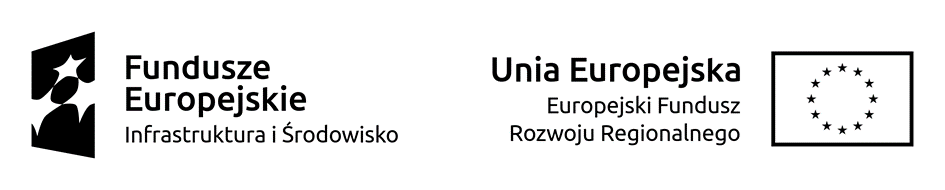 Fundusze
Europejskie
Infrastruktura i Środowisko
Unia Europejska
Europejski Fundusz
Rozwoju Regionalnego